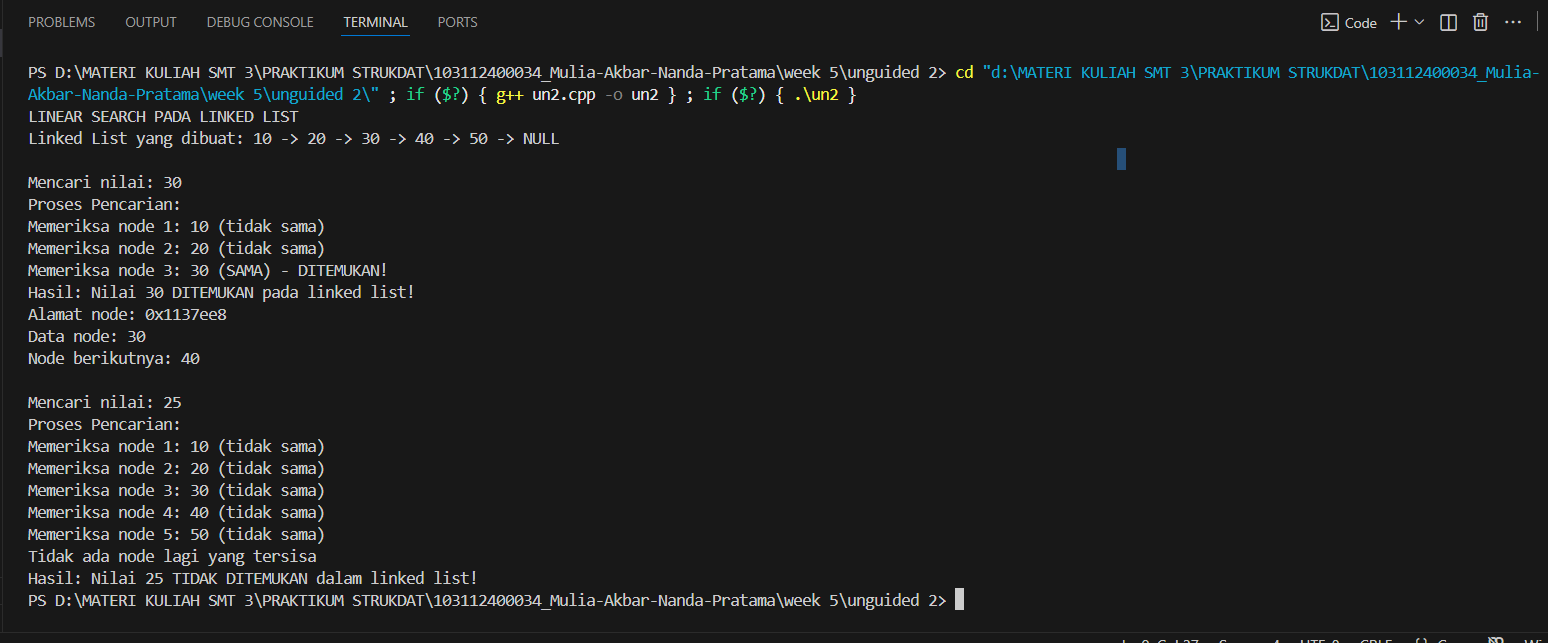 PROBLEMS OUTPUT DEBUG CONSOLE TERMINAL PORTS Code
PS D:\MATERI KULIAH SMT 3\PRAKTIKUM STRUKDAT\103112400034_Mulia-Akbar-Nanda-Pratama\week 5\unguided 2> cd "d:\MATERI KULIAH SMT 3\PRAKTIKUM STRUKDAT\103112400034_Mulia-
Akbar-Nanda-Pratama\week 5\unguided 2\" ; if ($?) { g++ un2.cpp -o un2 } ; if ($?) { .\un2 }
LINEAR SEARCH PADA LINKED LIST
Linked List yang dibuat: 10 -> 20 -> 30 -> 40 -> 50 -> NULL
Mencari nilai: 30
Proses Pencarian:
Memeriksa node 1: 10 (tidak sama)
Memeriksa node 2: 20 (tidak sama)
Memeriksa node 3: 30 (SAMA) - DITEMUKAN!
Hasil: Nilai 30 DITEMUKAN pada linked list!
Alamat node: 0x1137ee8
Data node: 30
Node berikutnya: 40
Mencari nilai: 25
Proses Pencarian:
Memeriksa node 1: 10 (tidak sama)
Memeriksa node 2: 20 (tidak sama)
Memeriksa node 3: 30 (tidak sama)
Memeriksa node 4: 40 (tidak sama)
Memeriksa node 5: 50 (tidak sama)
Tidak ada node lagi yang tersisa
Hasil: Nilai 25 TIDAK DITEMUKAN dalam linked list!
PS D:\MATERI KULIAH SMT 3\PRAKTIKUM STRUKDAT\103112400034_Mulia-Akbar-Nanda-Pratama\week 5\unguided 2>